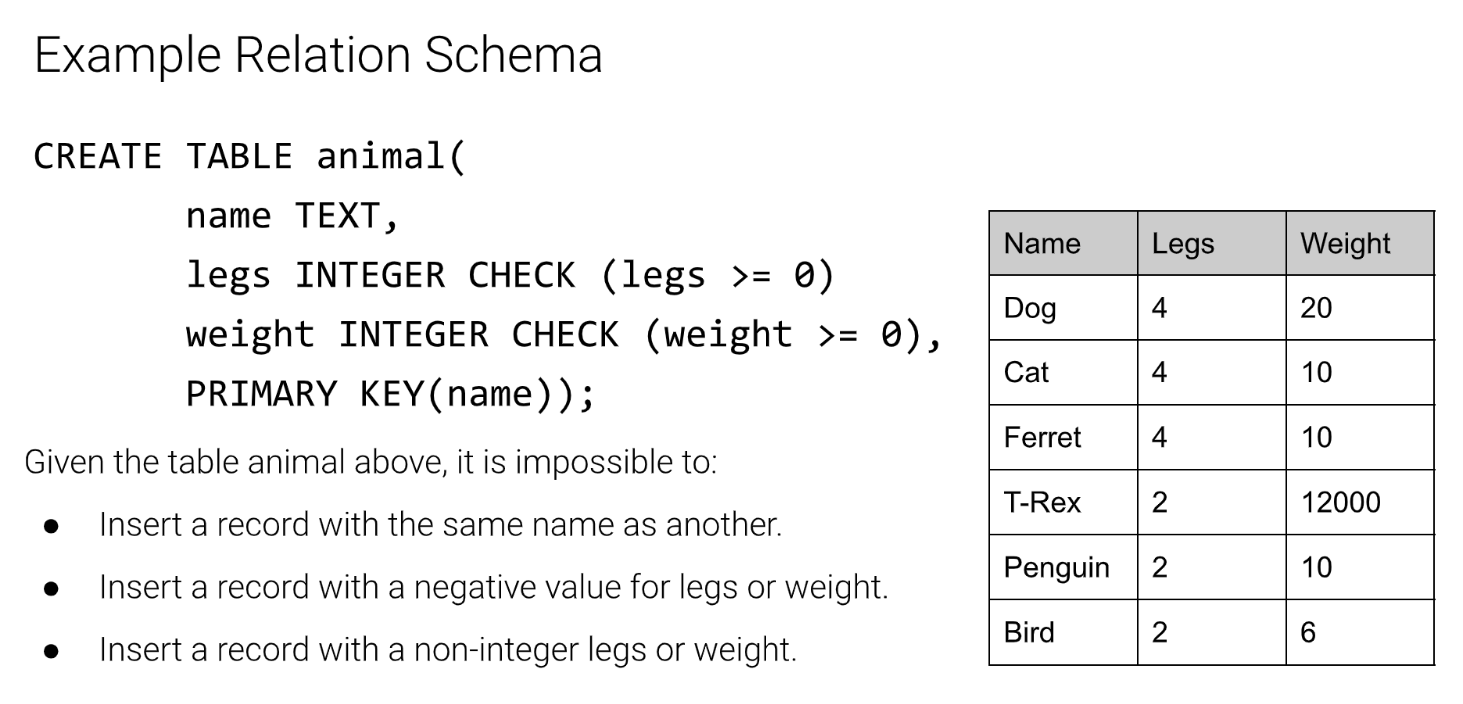 Example Relation Schema
CREATE TABLE animal(
name TEXT,
legs INTEGER CHECK (legs >= 0)
weight INTEGER CHECK (weight >= 0),
PRIMARY KEY(name));
Given the table animal above, it is impossible to:
● Insert a record with the same name as another.
● Insert a record with a negative value for legs or weight.
● Insert a record with a non-integer legs or weight.
Name Legs Weight
Dog 4 20
Cat 4 10
Ferret 4 10
T-Rex 2 12000
Penguin 2 10
Bird 2 6